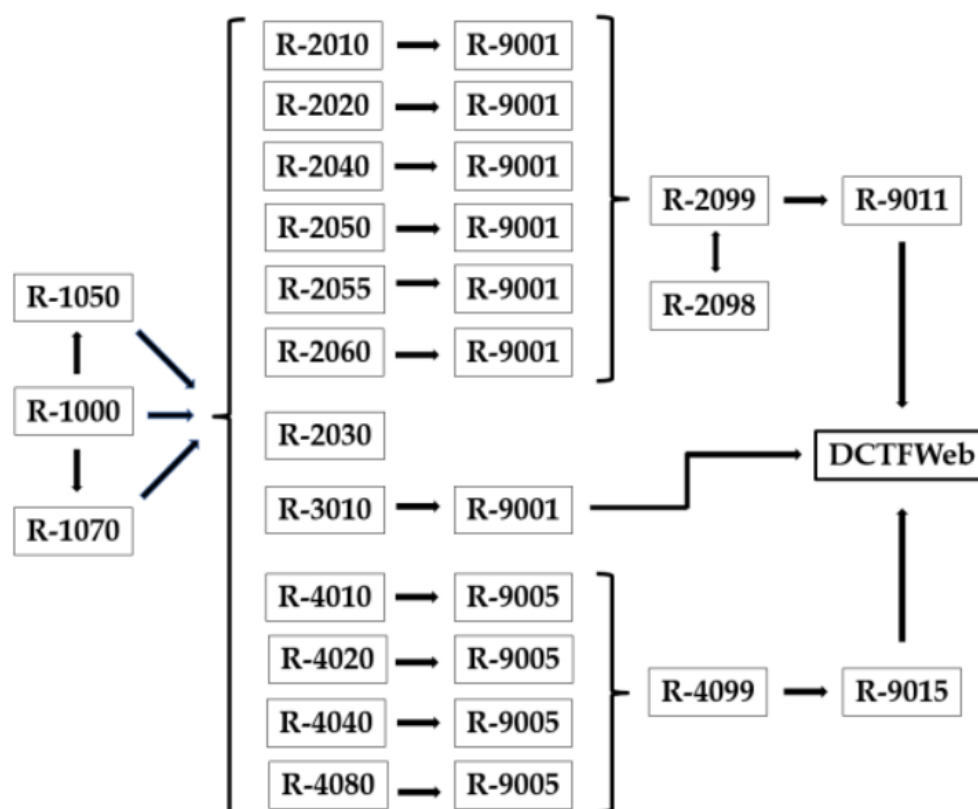 R-2010 R-9001
R-2020 R-9001
R-2040 R-9001
R-2099 R-9011
R-2050 R-9001
R-1050 R-2055 R-9001 R-2098
R-2060 R-9001
R-1000 R-2030
DCTFWeb
R-3010 R-9001
R-1070
R-4010 R-9005
R-4020 R-9005
R-4099 R-9015
R-4040 R-9005
R-4080 R-9005